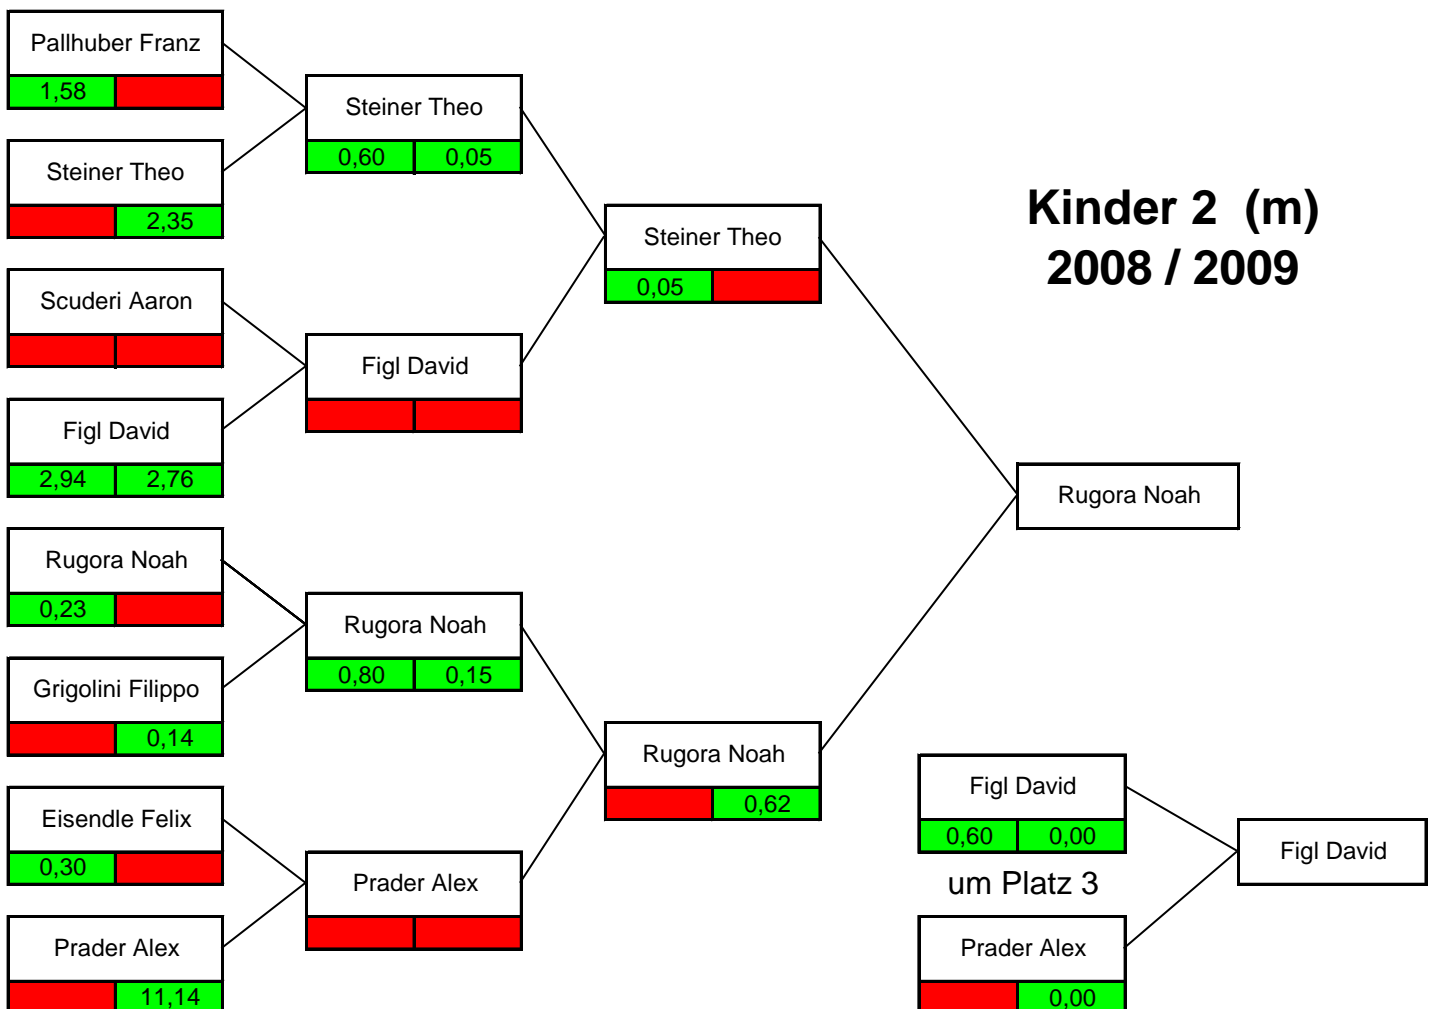 Pallhuber Franz
1,58
Steiner Theo
2,35
Scuderi Aaron
Figl David
2,94 2,76
Rugora Noah
0,23
Grigolini Filippo
0,14
Eisendle Felix
0,30
Prader Alex
11,14
Steiner Theo
0,60 0,05
Figl David
Rugora Noah
0,80 0,15
Prader Alex
Steiner Theo
0,05
Rugora Noah
0,62
Kinder 2 (m)
2008 / 2009
Rugora Noah
Figl David
0,60 0,00
um Platz 3
Prader Alex
0,00
Figl David